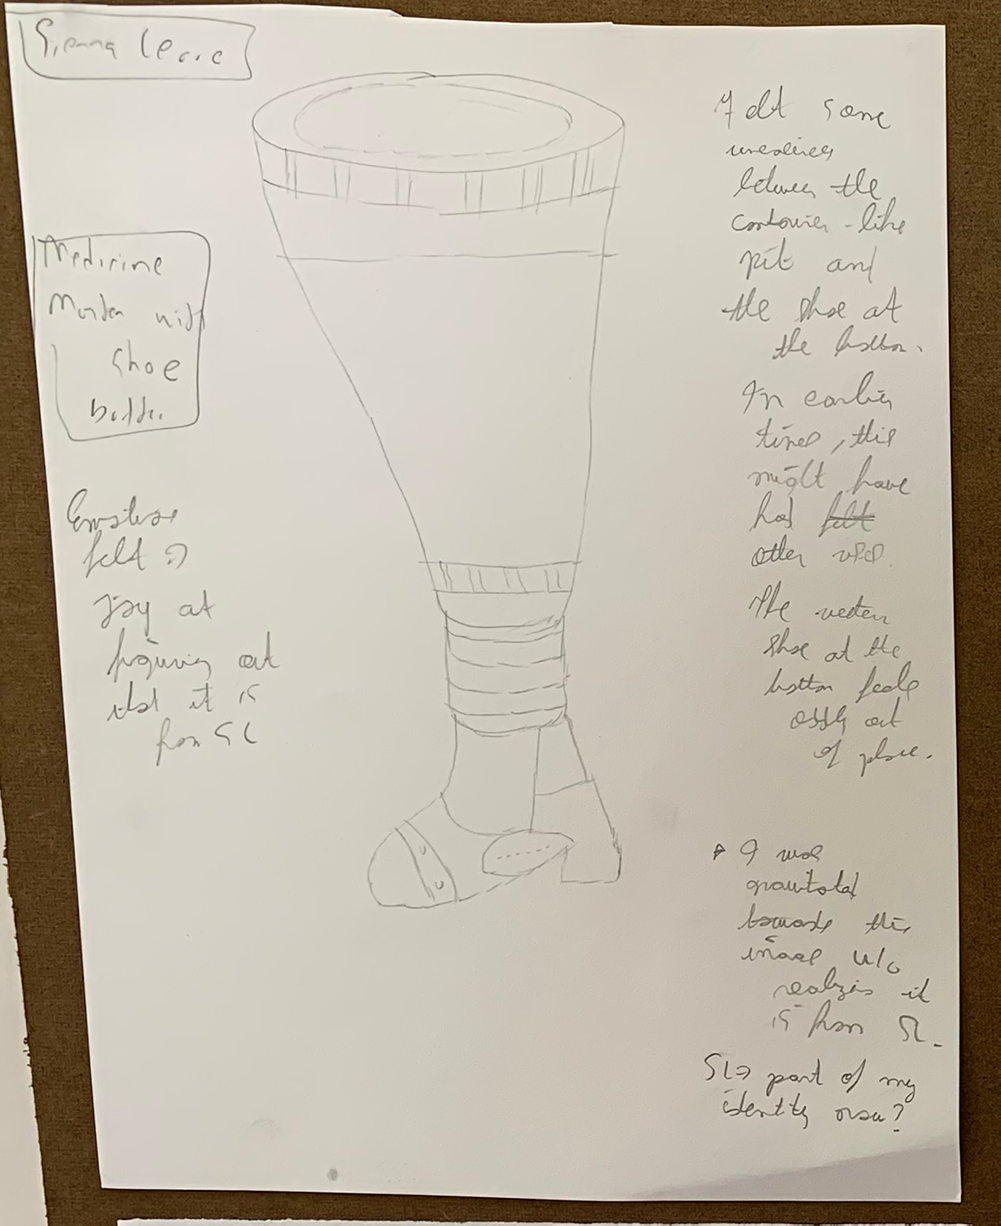 Sierra Leone
Medicine
Mortar with
Shoe
bottom
Emotions
felt :)
Joy at
figuring out
that it is
from SL
I felt some
uneasiness
between the
container-like
pit and
the shoe at
the bottom.
In earlier
times, this
might have
had felt
other uses.
The western
shoe at the
bottom feels
oddly out
of place.
I was
gravitated
towards this
image w/o
realizing it
is from SL.
SL => part of my
identity now?